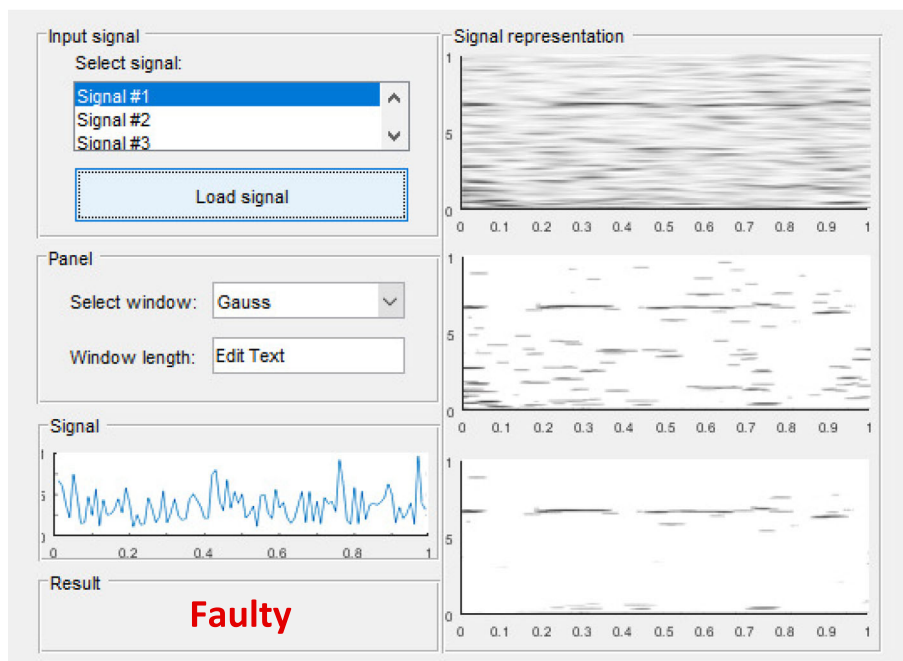 Input signal
Select signal:
Signal #1
Signal #2
Signal #3
Load signal
Panel
Select window: Gauss
Window length: Edit Text
Signal
5
0 0.2 0.4 0.6 0.8 1
Result
Faulty
Signal representation
1
5
0
0 0.1 0.2 0.3 0.4 0.5 0.6 0.7 0.8 0.9 1
1
5
0
0 0.1 0.2 0.3 0.4 0.5 0.6 0.7 0.8 0.9 1
1
5
0
0 0.1 0.2 0.3 0.4 0.5 0.6 0.7 0.8 0.9 1